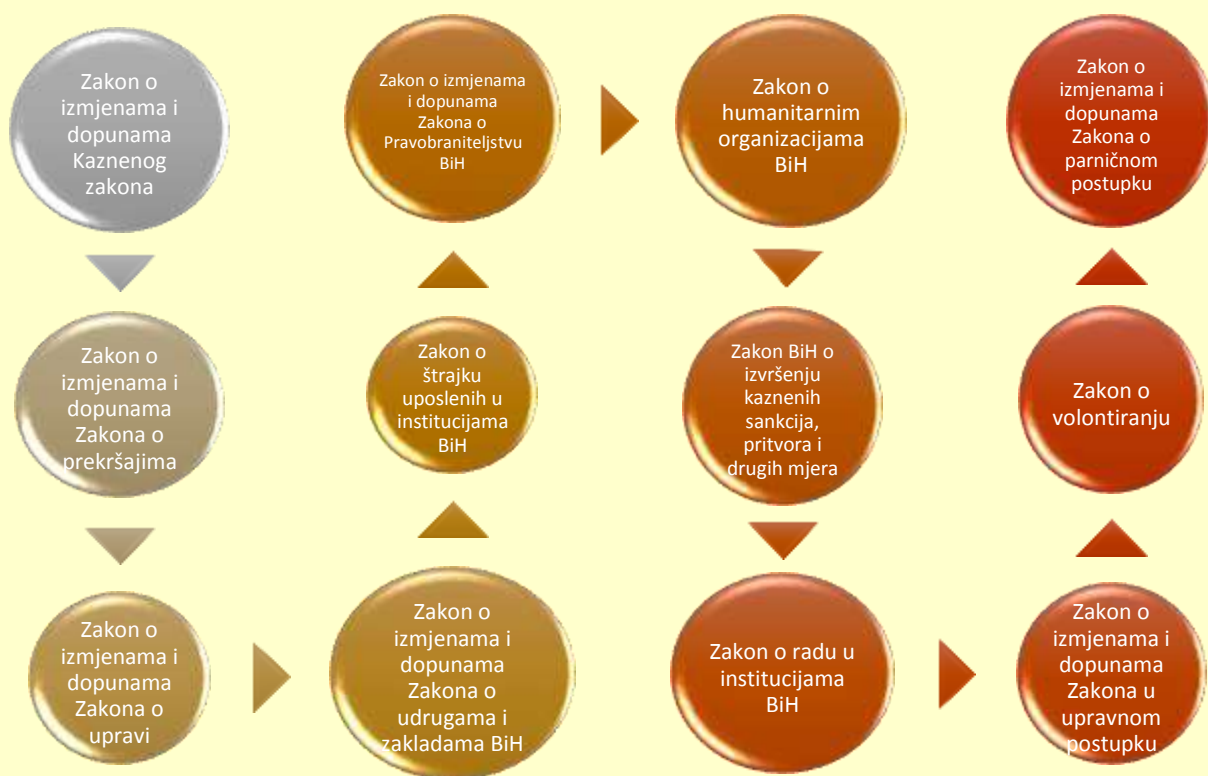 Zakon o
izmjenama i
dopunama
Kaznenog
zakona
Zakon o
izmjenama i
dopunama
Zakona o
prekršajima
Zakon o
izmjenama i
dopunama
Zakona o
upravi
Zakon o
izmjenama i
dopunama
Zakona o
udrugama i
zakladama BiH
Zakon o
štrajku
uposlenih u
institucijama
BiH
Zakon o izmjenama
i dopunama
Zakona o
Pravobraniteljstvu
BiH
Zakon o
humanitarnim
organizacijama
BiH
Zakon BiH o
izvršenju
kaznenih
sankcija,
pritvora i
drugih mjera
Zakon o radu u
institucijama
BiH
Zakon o
izmjenama i
dopunama
Zakona u
upravnom
postupku
Zakon o
volontiranju
Zakon o
izmjenama i
dopunama
Zakona o
parničnom
postupku